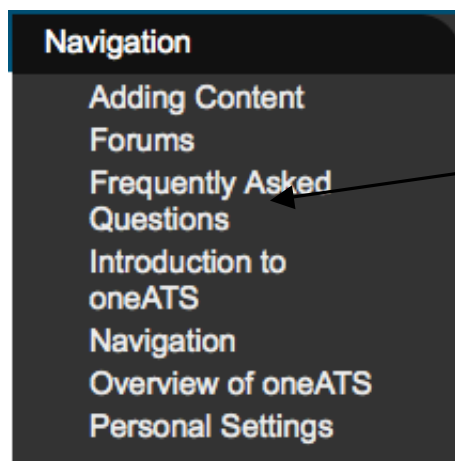 Navigation
Adding Content
Forums
Frequently Asked
Questions
Introduction to
oneATS
Navigation
Overview of oneATS
Personal Settings